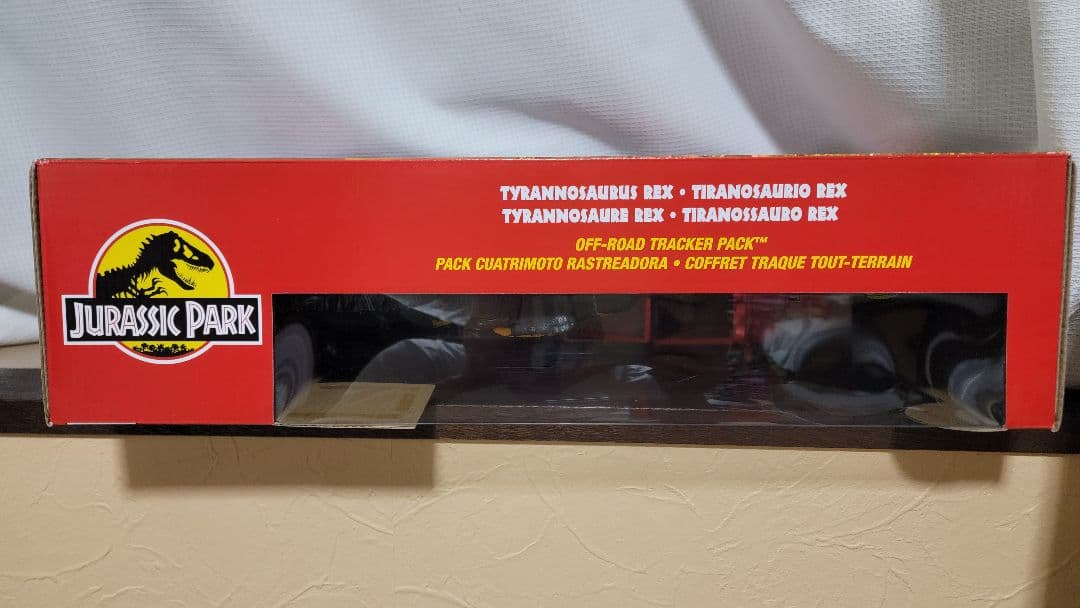 TYRANNOSAURUS REX • TIRANOSAURIO REX
TYRANNOSAURE REX • TIRANOSSAURO REX
OFF-ROAD TRACKER PACK™
PACK CUATRIMOTO RASTREADORA • COFFRET TRAQUE TOUT-TERRAIN
JURASSIC PARK